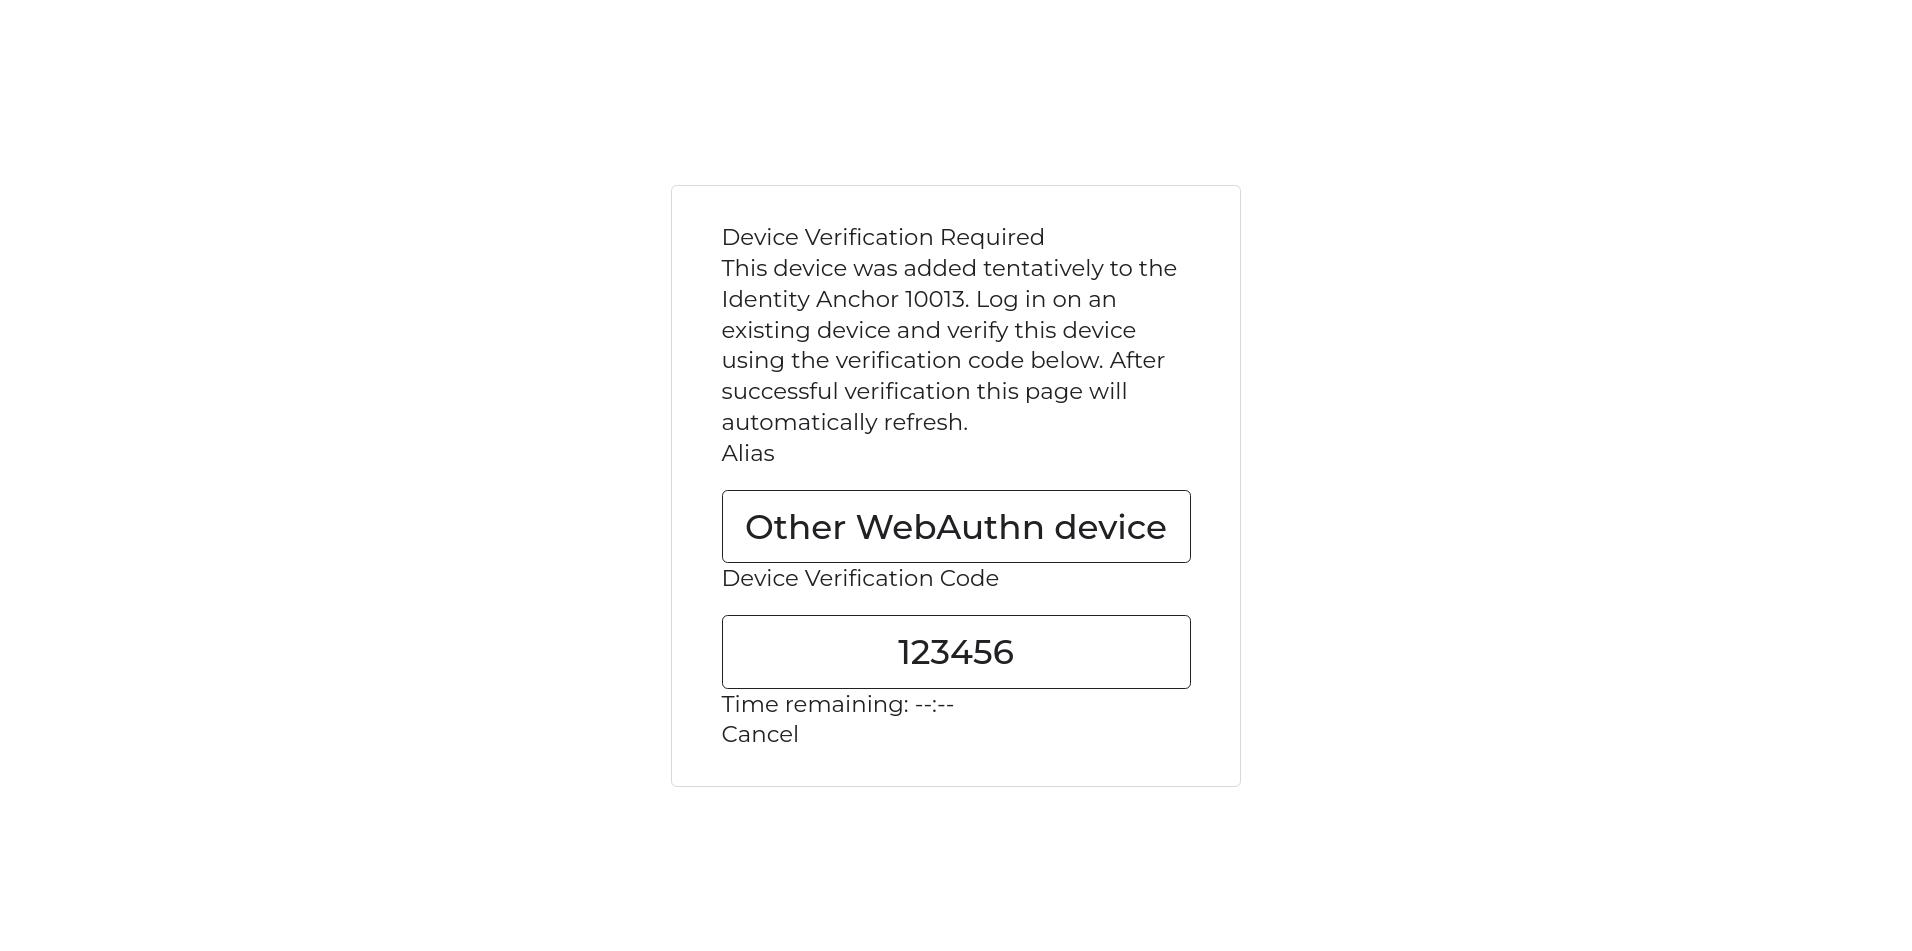 Device Verification Required
This device was added tentatively to the
Identity Anchor 10013. Log in on an
existing device and verify this device
using the verification code below. After
successful verification this page will
automatically refresh.
Alias
Other WebAuthn device
Device Verification Code
123456
Time remaining: --:--
Cancel